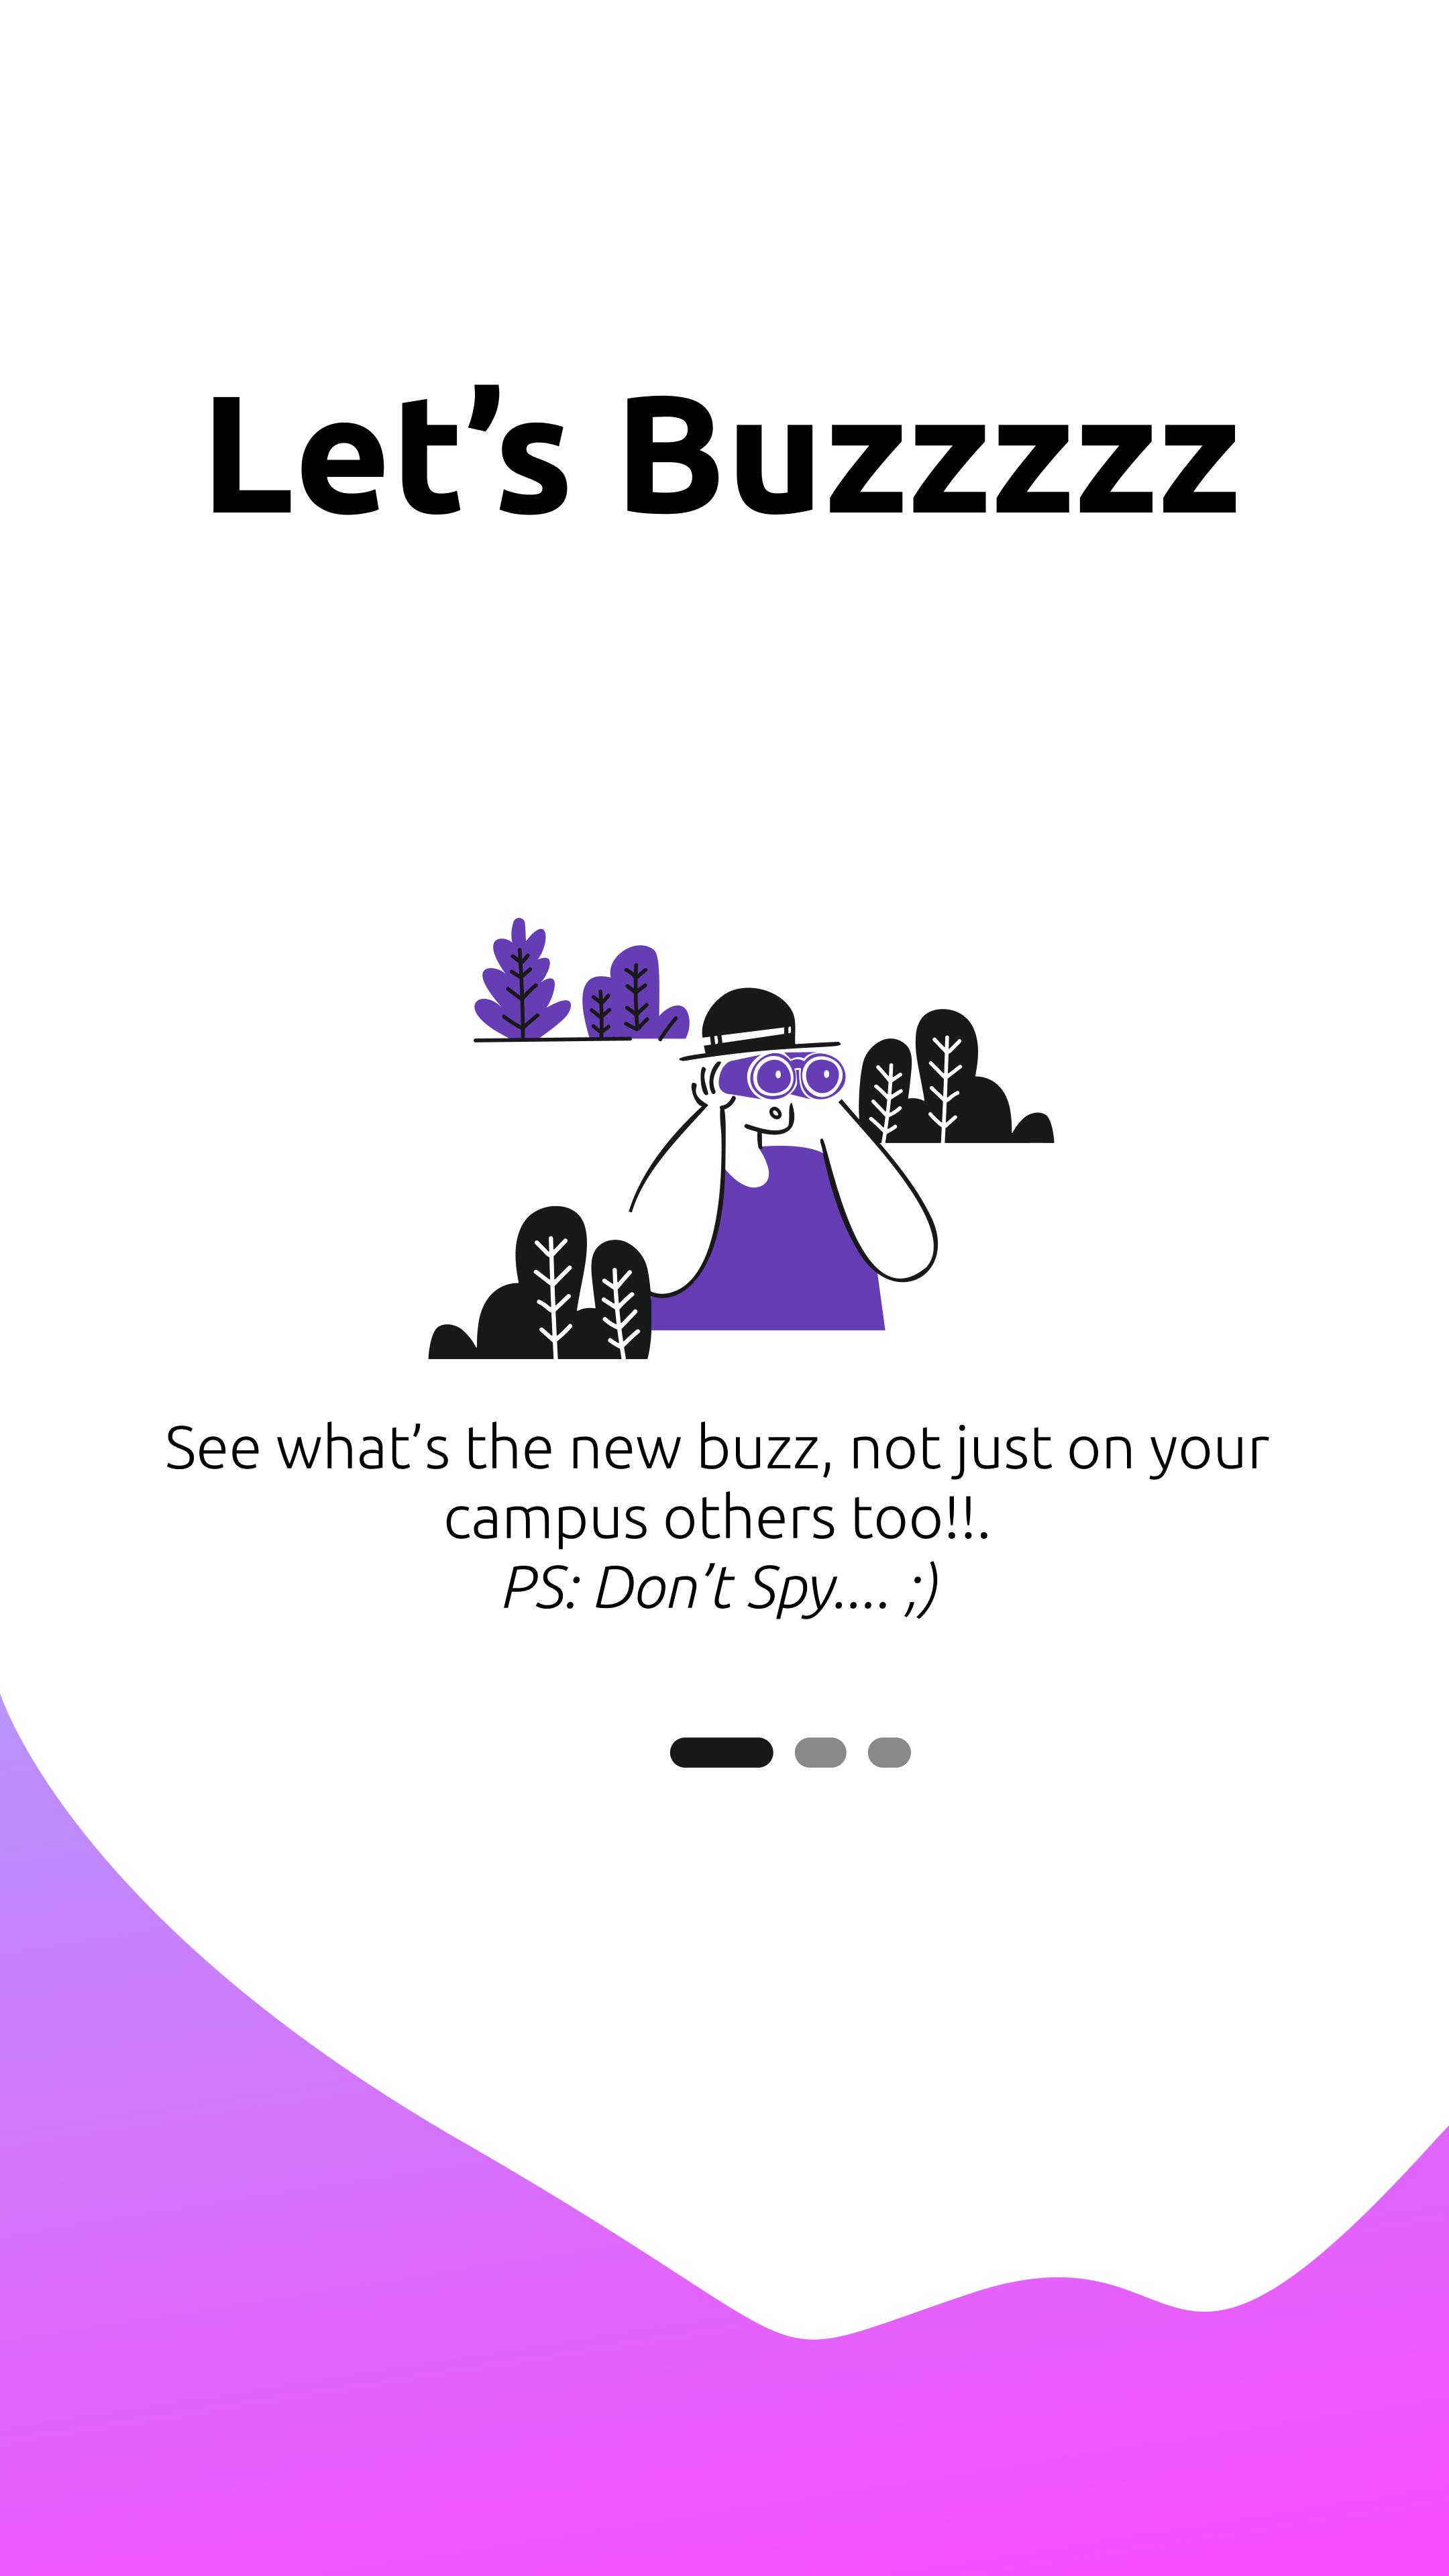 Let’s Buzzzzz
See what’s the new buzz, not just on your
campus others too!!.
PS: Don’t Spy.... ;)